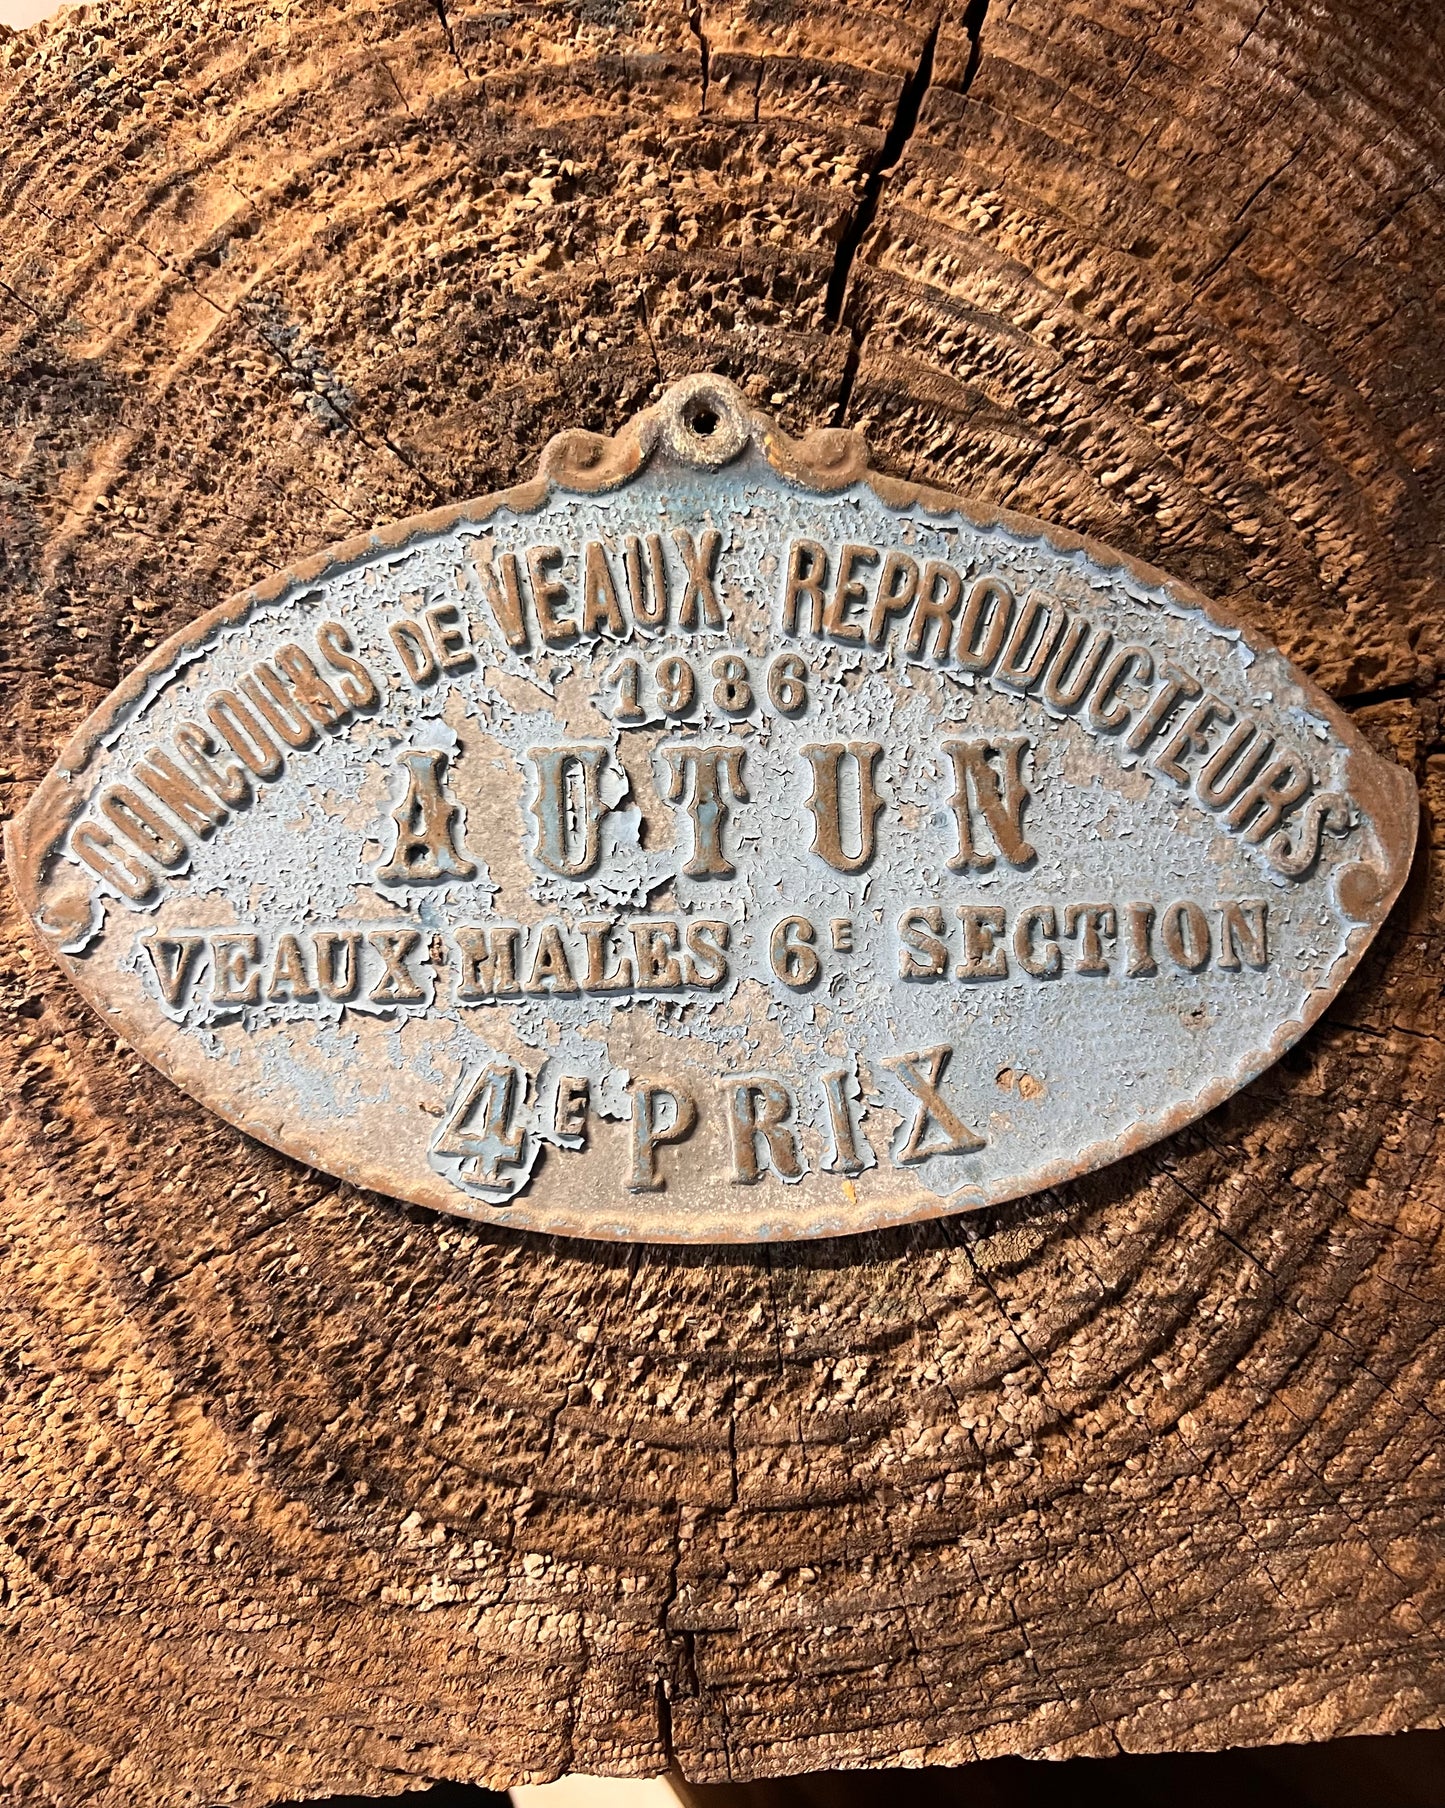 CONCOURS DE VEAUX REPRODUCTEURS
1986
AUTUN
VEAUX MALES 6E SECTION
4E PRIX